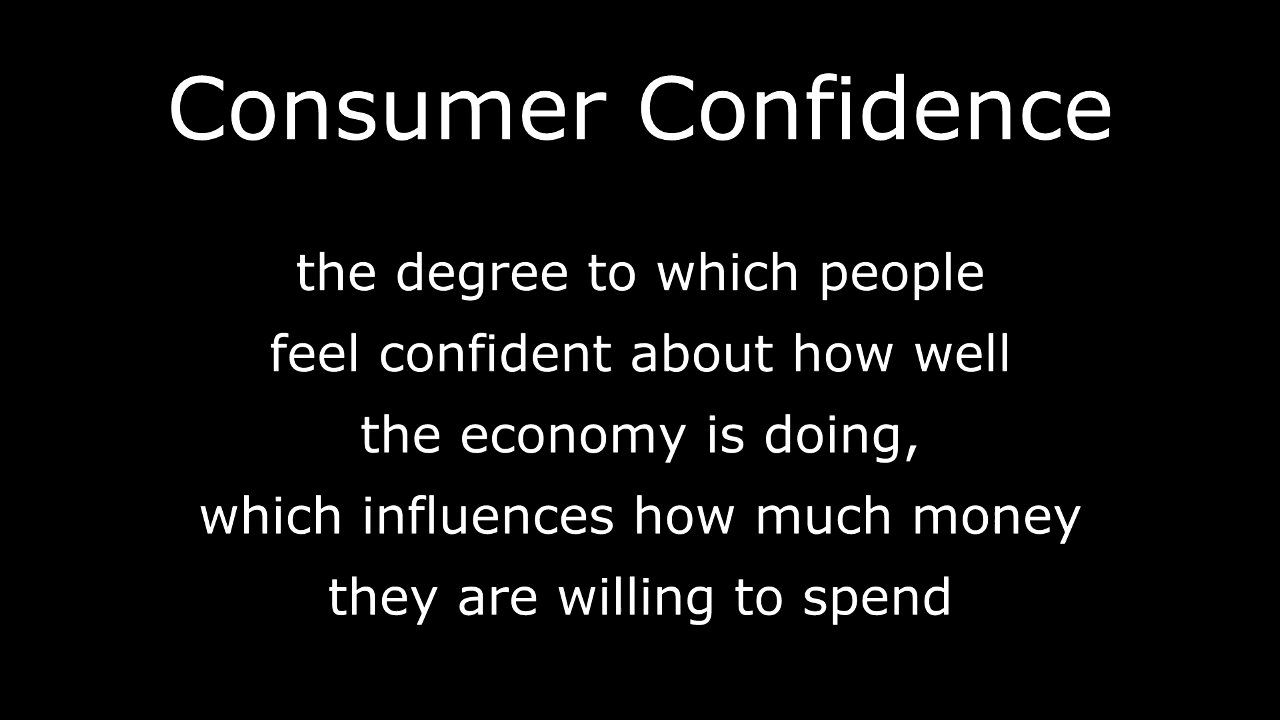 Consumer Confidence
the degree to which people
feel confident about how well
the economy is doing,
which influences how much money
they are willing to spend